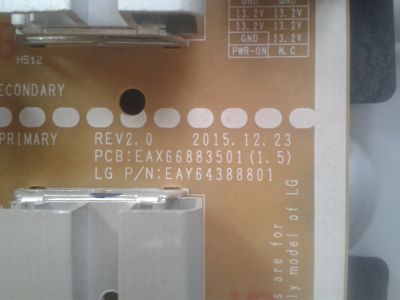 GND GND
13.2V 13.2V
13.2V 13.2V
GND 13.2V
PWR-ON N.C
HS12
ECONDARY
PRIMARY REV2.0 2015.12.23
PCB:EAX66883501(1.5)
LG P/N:EAY64388801
s are for
ly model of LG